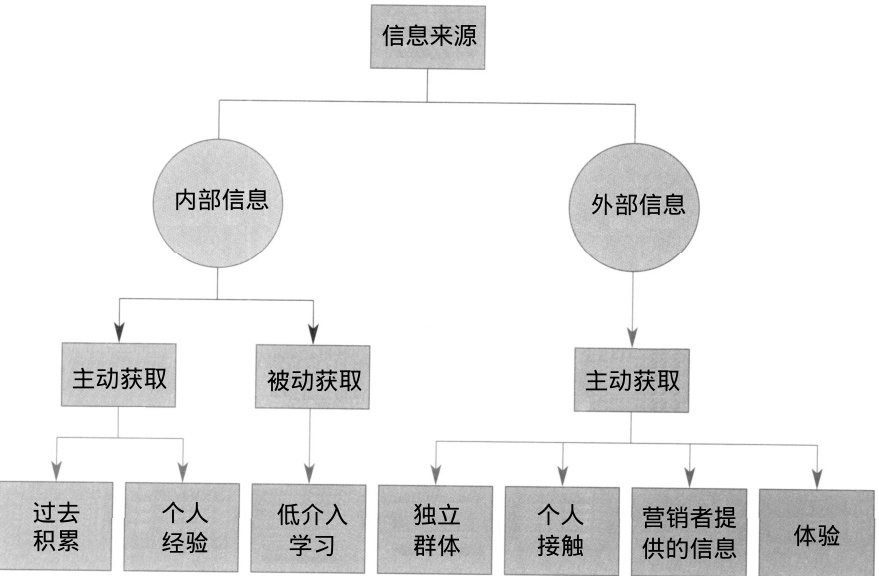 信息来源
内部信息
外部信息
主动获取
被动获取
主动获取
过去
积累
个人
经验
低介入
学习
独立
群体
个人
接触
营销者提
供的信息
体验